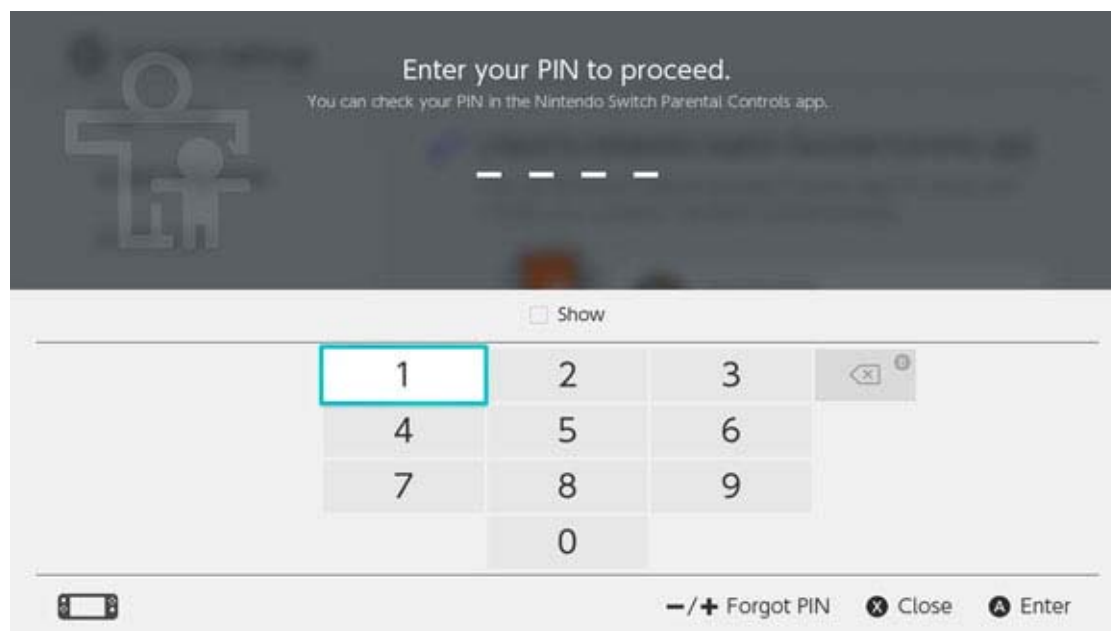 Enter your PIN to proceed.
You can check your PIN in the Nintendo Switch Parental Controls app.
Show
1 2 3
4 5 6
7 8 9
0
−/+ Forgot PIN X Close A Enter